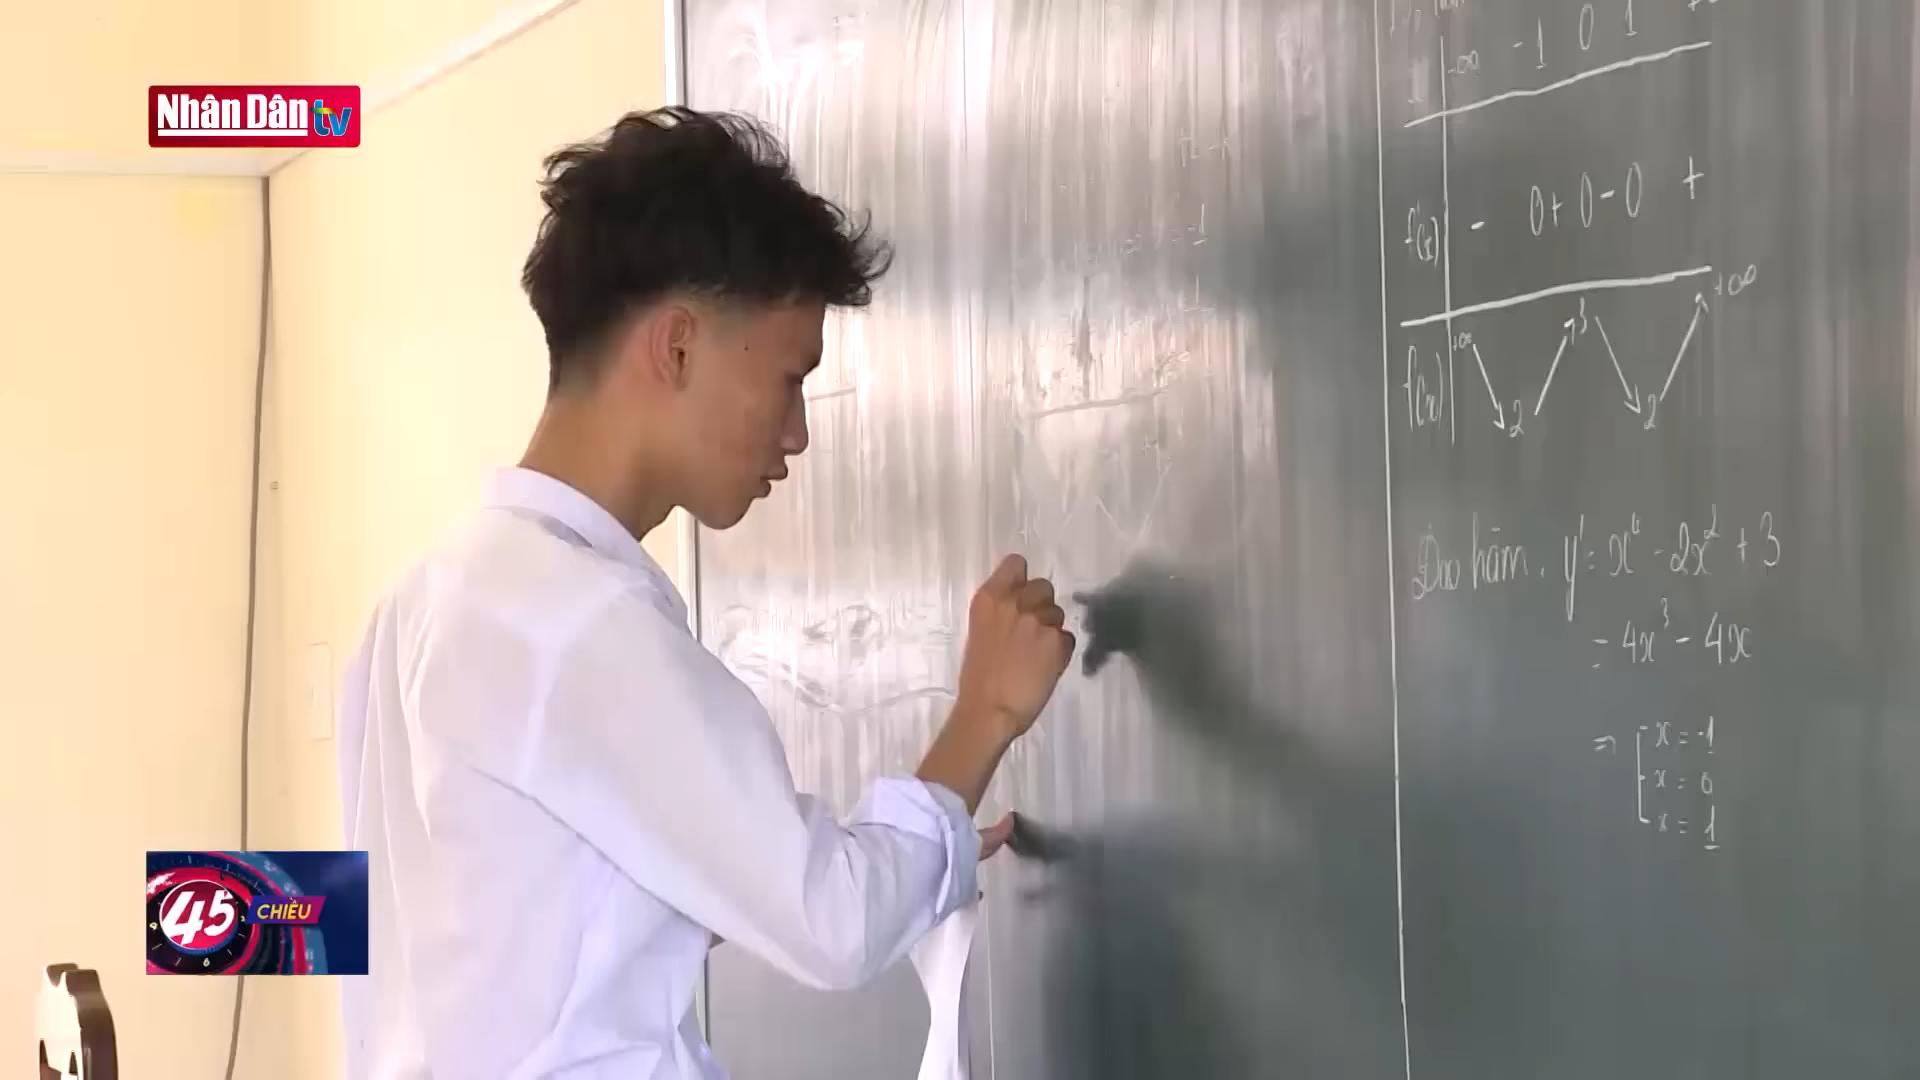 Nhân Dân tv
-∞ -1 0 1
f'(x) - 0 + 0 - 0 +
+∞ 3 +∞
f(x) 2 2
Đạo hàm. y' = x⁴ - 2x² + 3
= 4x³ - 4x
=> x = -1
x = 0
x = 1
45 CHIỀU